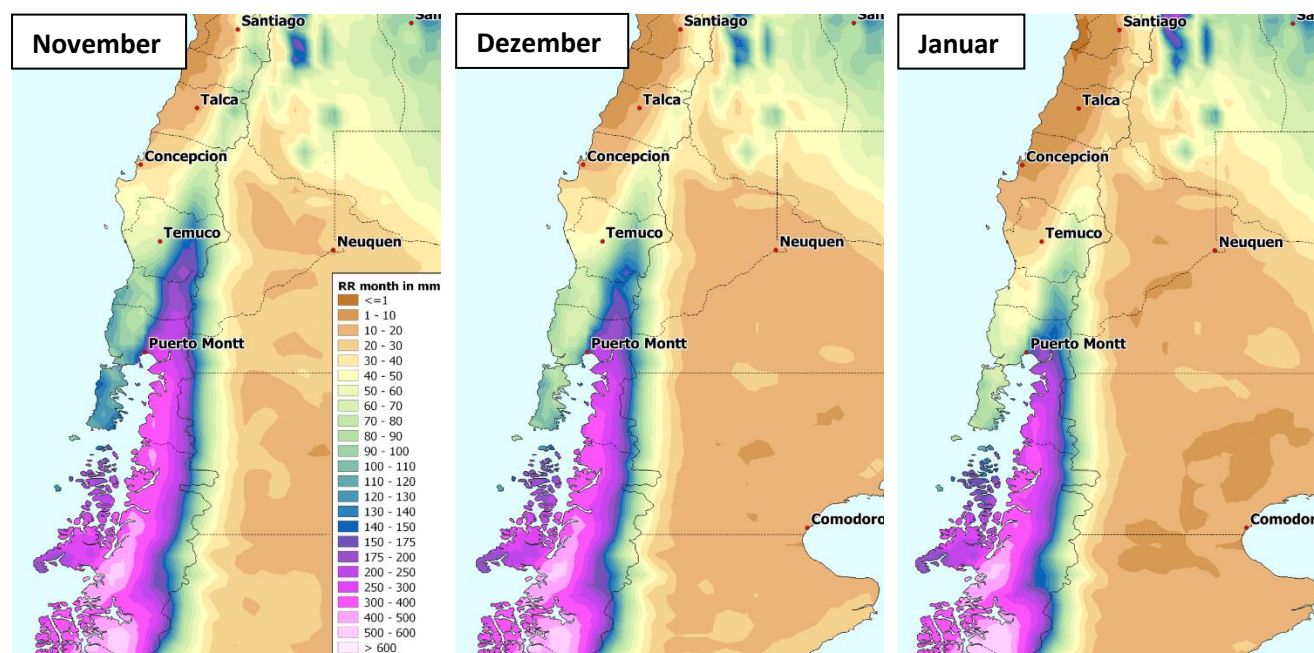 November
Santiago
San
Talca
Concepcion
Temuco
Neuquen
Puerto Montt
RR month in mm
<=1
1 - 10
10 - 20
20 - 30
30 - 40
40 - 50
50 - 60
60 - 70
70 - 80
80 - 90
90 - 100
100 - 110
110 - 120
120 - 130
130 - 140
140 - 150
150 - 175
175 - 200
200 - 250
250 - 300
300 - 400
400 - 500
500 - 600
> 600
Dezember
Santiago
San
Talca
Concepcion
Temuco
Neuquen
Puerto Montt
Comodoro
Januar
Santiago
San
Talca
Concepcion
Temuco
Neuquen
Puerto Montt
Comodoro